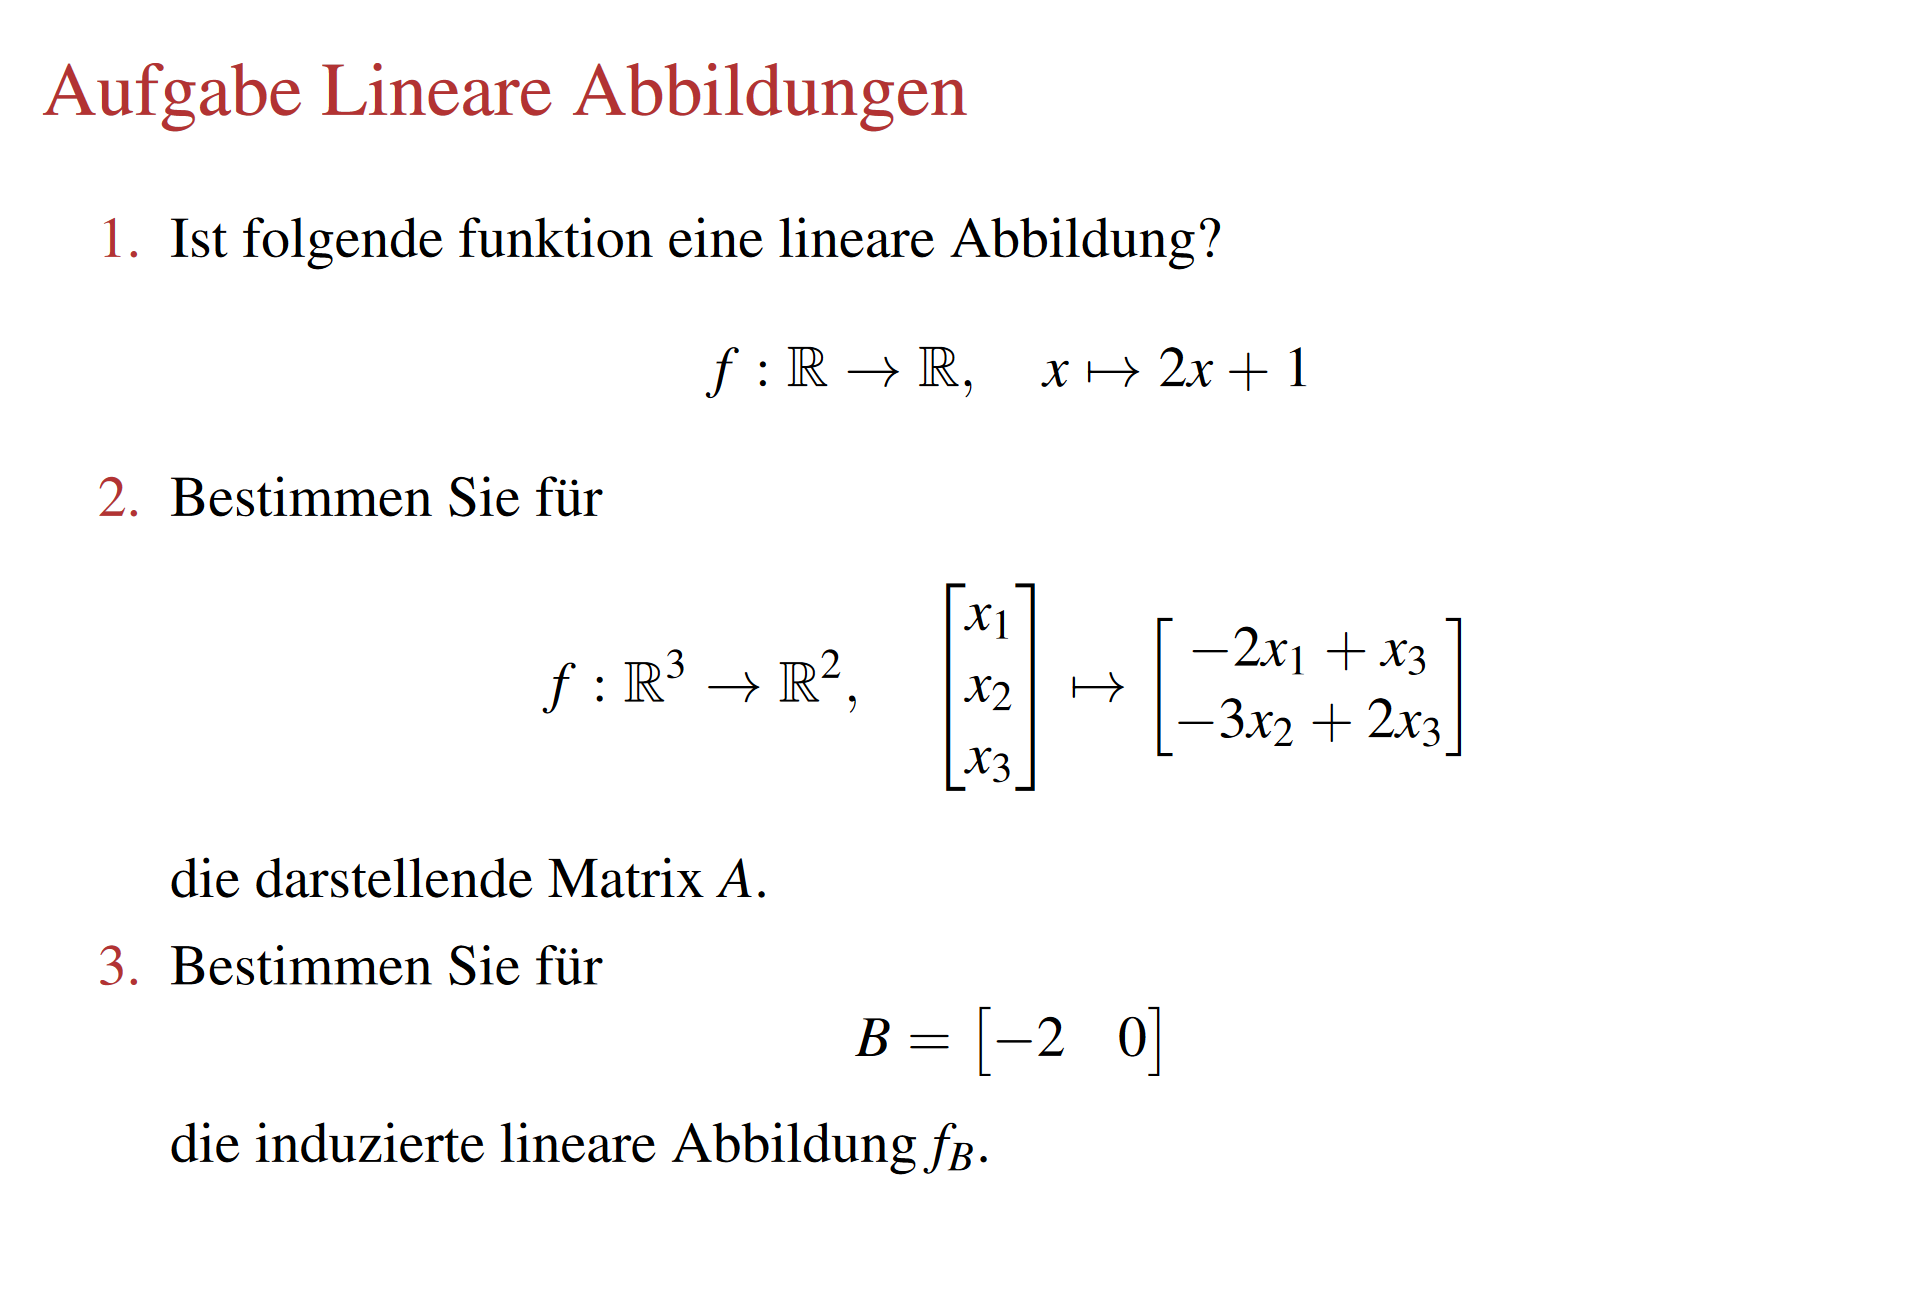 Aufgabe Lineare Abbildungen
1. Ist folgende funktion eine lineare Abbildung?
f : ℝ → ℝ, x ↦ 2x + 1
2. Bestimmen Sie für
f : ℝ³ → ℝ², [x₁ x₂ x₃] ↦ [−2x₁ + x₃ −3x₂ + 2x₃]
die darstellende Matrix A.
3. Bestimmen Sie für
B = [−2 0]
die induzierte lineare Abbildung f_B.